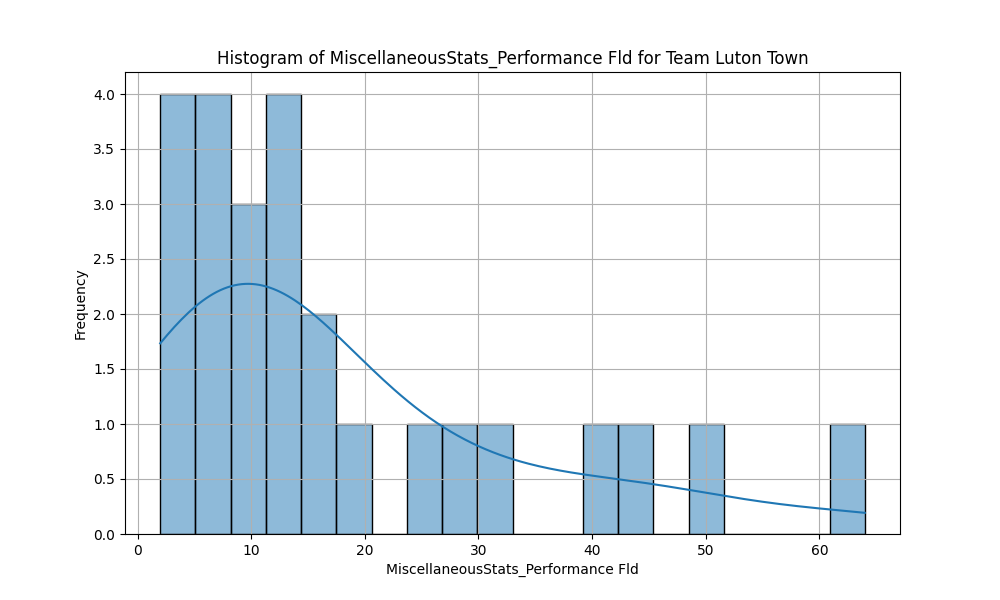 Histogram of MiscellaneousStats_Performance Fld for Team Luton Town
4.0
3.5
3.0
2.5
2.0
1.5
1.0
0.5
0.0
Frequency
0 10 20 30 40 50 60
MiscellaneousStats_Performance Fld